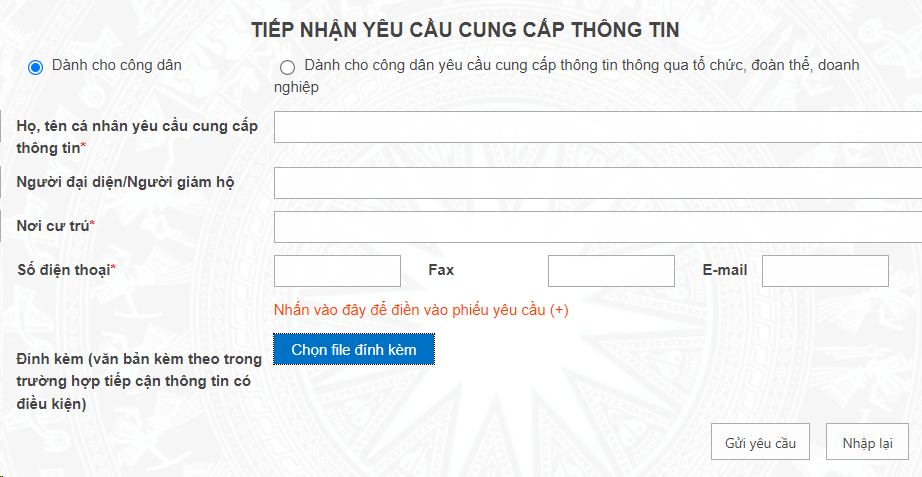 TIẾP NHẬN YÊU CẦU CUNG CẤP THÔNG TIN
Dành cho công dân
Dành cho công dân yêu cầu cung cấp thông tin thông qua tổ chức, đoàn thể, doanh
nghiệp
Họ, tên cá nhân yêu cầu cung cấp
thông tin*
Người đại diện/Người giám hộ
Nơi cư trú*
Số điện thoại*
Fax
E-mail
Nhấn vào đây để điền vào phiếu yêu cầu (+)
Chọn file đính kèm
Đính kèm (văn bản kèm theo trong
trường hợp tiếp cận thông tin có
điều kiện)
Gửi yêu cầu
Nhập lại